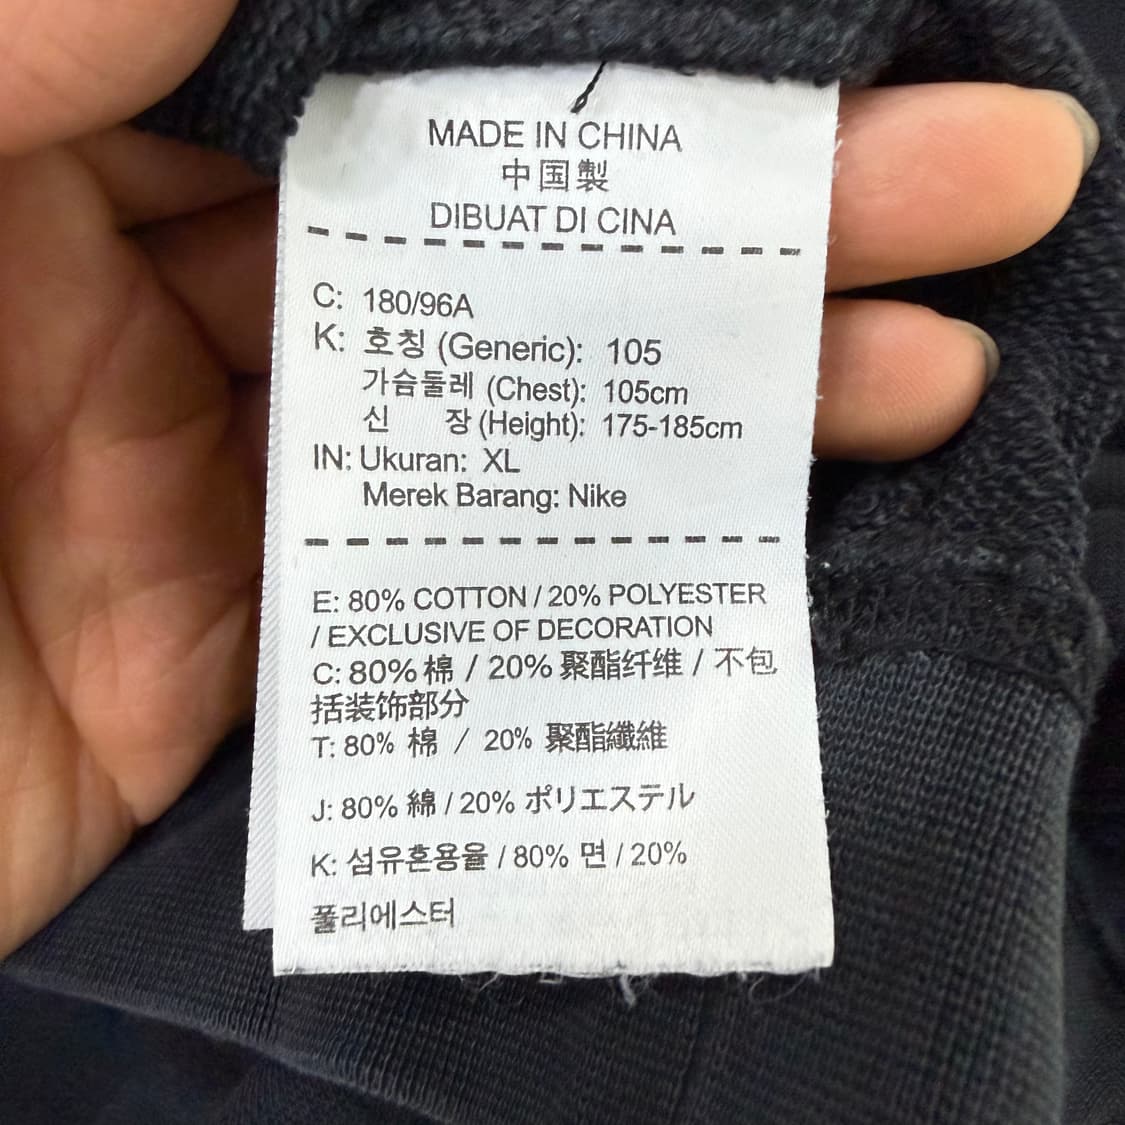 MADE IN CHINA
中国製
DIBUAT DI CINA
C: 180/96A
K: 호칭 (Generic): 105
가슴둘레 (Chest): 105cm
신 장 (Height): 175-185cm
IN: Ukuran: XL
Merek Barang: Nike
E: 80% COTTON / 20% POLYESTER
/ EXCLUSIVE OF DECORATION
C: 80% 棉 / 20% 聚酯纤维 / 不包
括装饰部分
T: 80% 棉 / 20% 聚酯纖維
J: 80% 綿 / 20% ポリエステル
K: 섬유혼용율 / 80% 면 / 20%
폴리에스터